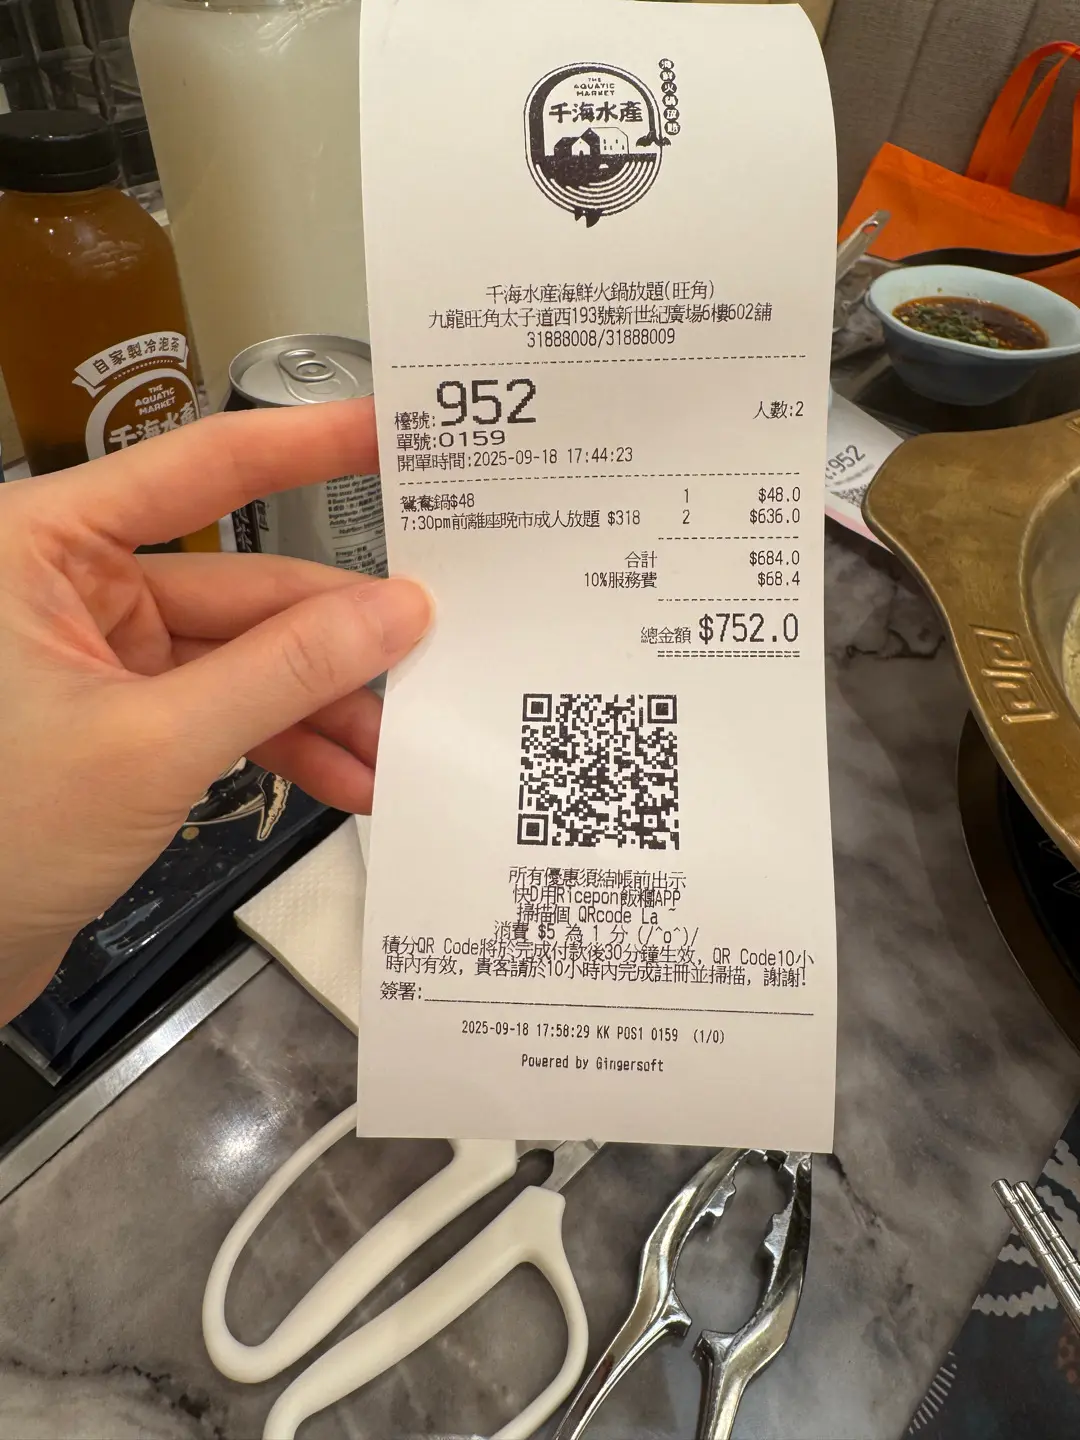 THE
AQUATIC
MARKET
千海水產
海鮮火鍋放題
千海水產海鮮火鍋放題(旺角)
九龍旺角太子道西193號新世紀廣場6樓602舖
31888008/31888009
檯號:952
人數:2
單號:0159
開單時間:2025-09-18 17:44:23
鴛鴦鍋$48 1 $48.0
7:30pm前離座晚市成人放題 $318 2 $636.0
合計 $684.0
10%服務費 $68.4
總金額 $752.0
所有優惠須結帳前出示
快D用Ricepon飯糰APP
掃描個 QRcode La ~
消費 $5 為 1 分 (/^o^)/
積分QR Code將於完成付款後30分鐘生效, QR Code10小
時內有效, 貴客請於10小時內完成註冊並掃描, 謝謝!
簽署:
2025-09-18 17:58:29 KK POS1 0159 (1/0)
Powered by Gingersoft
自家製冷泡茶
THE
AQUATIC
MARKET
千海水產
:952